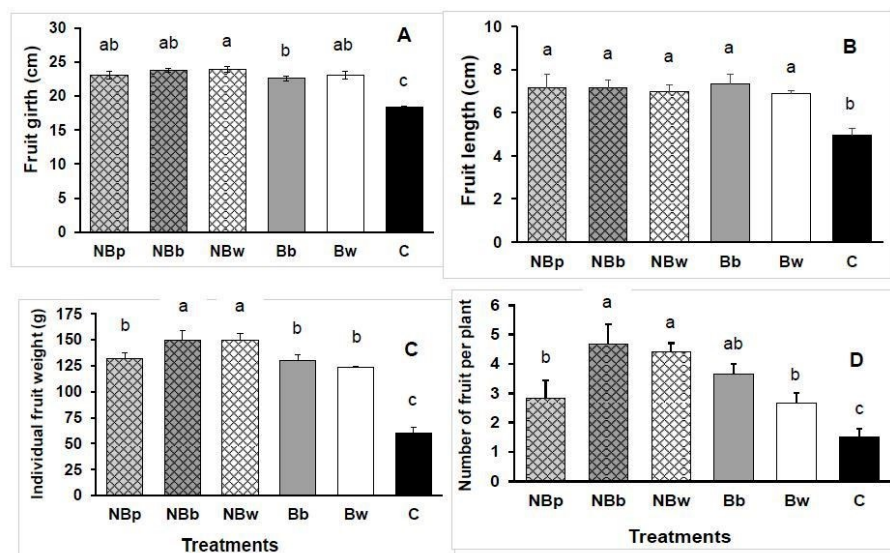 A
Fruit girth (cm)
30
25
20
15
10
5
0
ab ab a b ab c
NBp NBb NBw Bb Bw C
B
Fruit length (cm)
10
8
6
4
2
0
a a a a a b
NBp NBb NBw Bb Bw C
C
Individual fruit weight (g)
175
150
125
100
75
50
25
0
b a a b b c
NBp NBb NBw Bb Bw C
Treatments
D
Number of fruit per plant
6
5
4
3
2
1
0
b a a ab b c
NBp NBb NBw Bb Bw C
Treatments